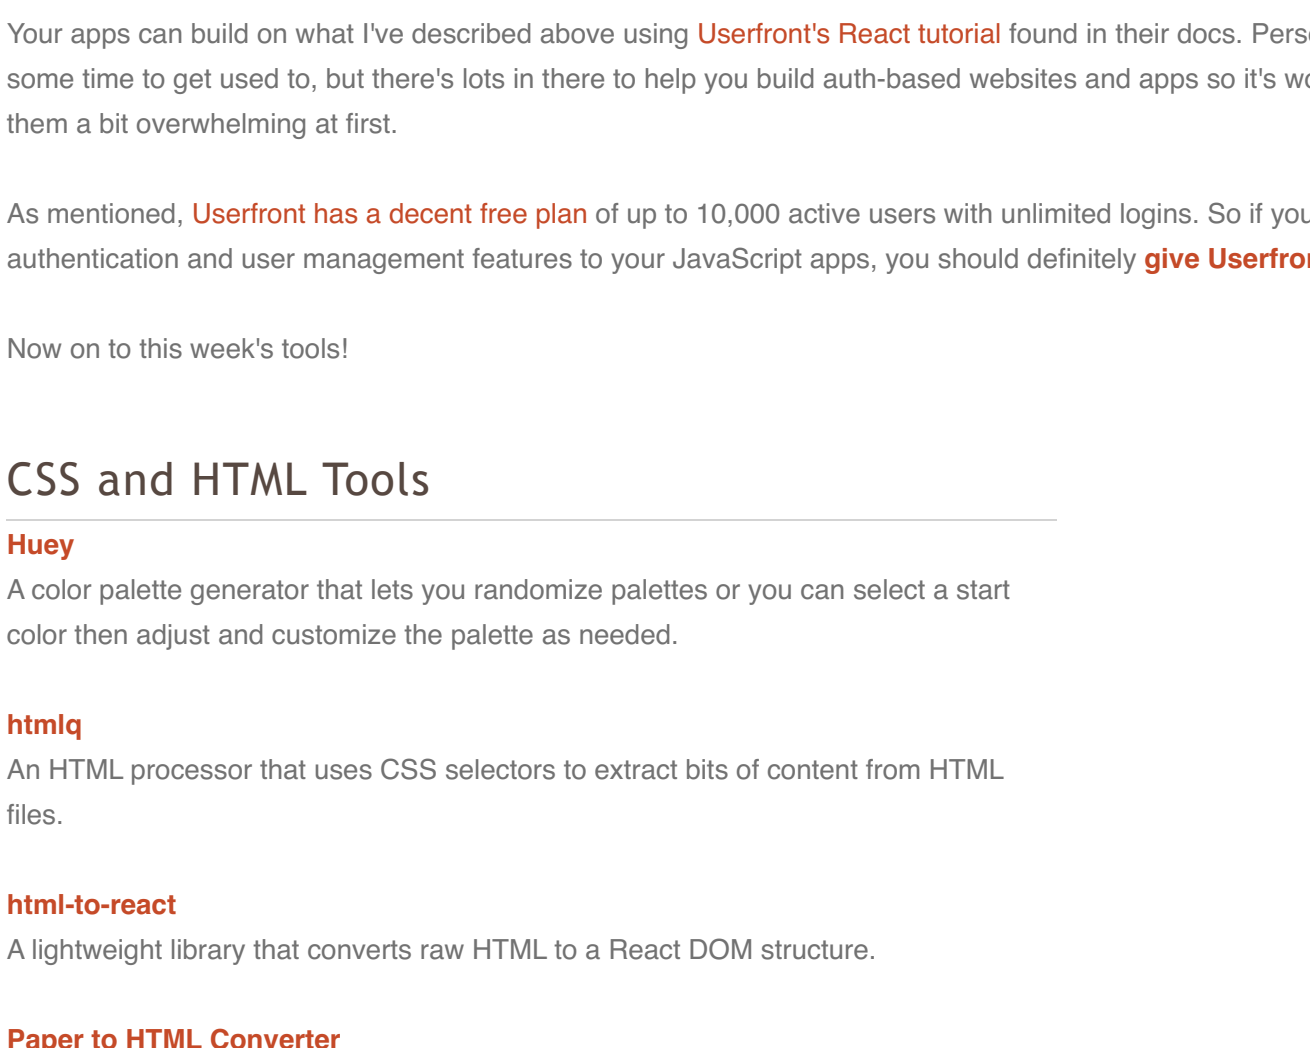 Your apps can build on what I've described above using Userfront's React tutorial found in their docs.
some time to get used to, but there's lots in there to help you build auth-based websites and apps so it's
them a bit overwhelming at first.
As mentioned, Userfront has a decent free plan of up to 10,000 active users with unlimited logins. So if you
authentication and user management features to your JavaScript apps, you should definitely give
Now on to this week's tools!
CSS and HTML Tools
Huey
A color palette generator that lets you randomize palettes or you can select a start
color then adjust and customize the palette as needed.
htmlq
An HTML processor that uses CSS selectors to extract bits of content from HTML
files.
html-to-react
A lightweight library that converts raw HTML to a React DOM structure.
Paper to HTML Converter